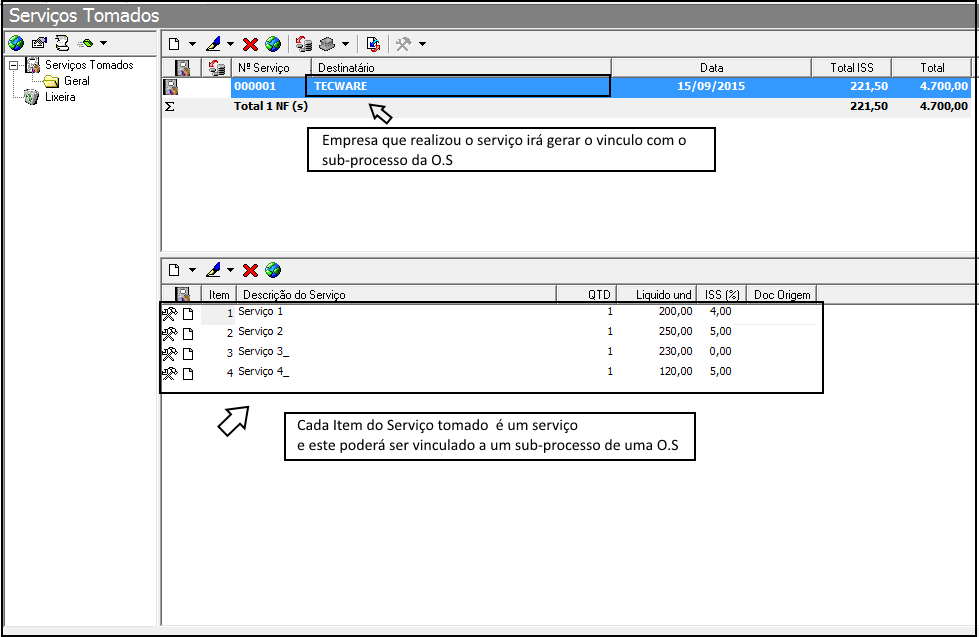 Serviços Tomados
Serviços Tomados
Geral
Lixeira
Nº Serviço Destinatário Data Total ISS Total
000001 TECWARE 15/09/2015 221,50 4.700,00
Σ Total 1 NF (s) 221,50 4.700,00
Empresa que realizou o serviço irá gerar o vinculo com o
sub-processo da O.S
Item Descrição do Serviço QTD Liquido und ISS (%) Doc Origem
1 Serviço 1 1 200,00 4,00
2 Serviço 2 1 250,00 5,00
3 Serviço 3_ 1 230,00 0,00
4 Serviço 4_ 1 120,00 5,00
Cada Item do Serviço tomado é um serviço
e este poderá ser vinculado a um sub-processo de uma O.S